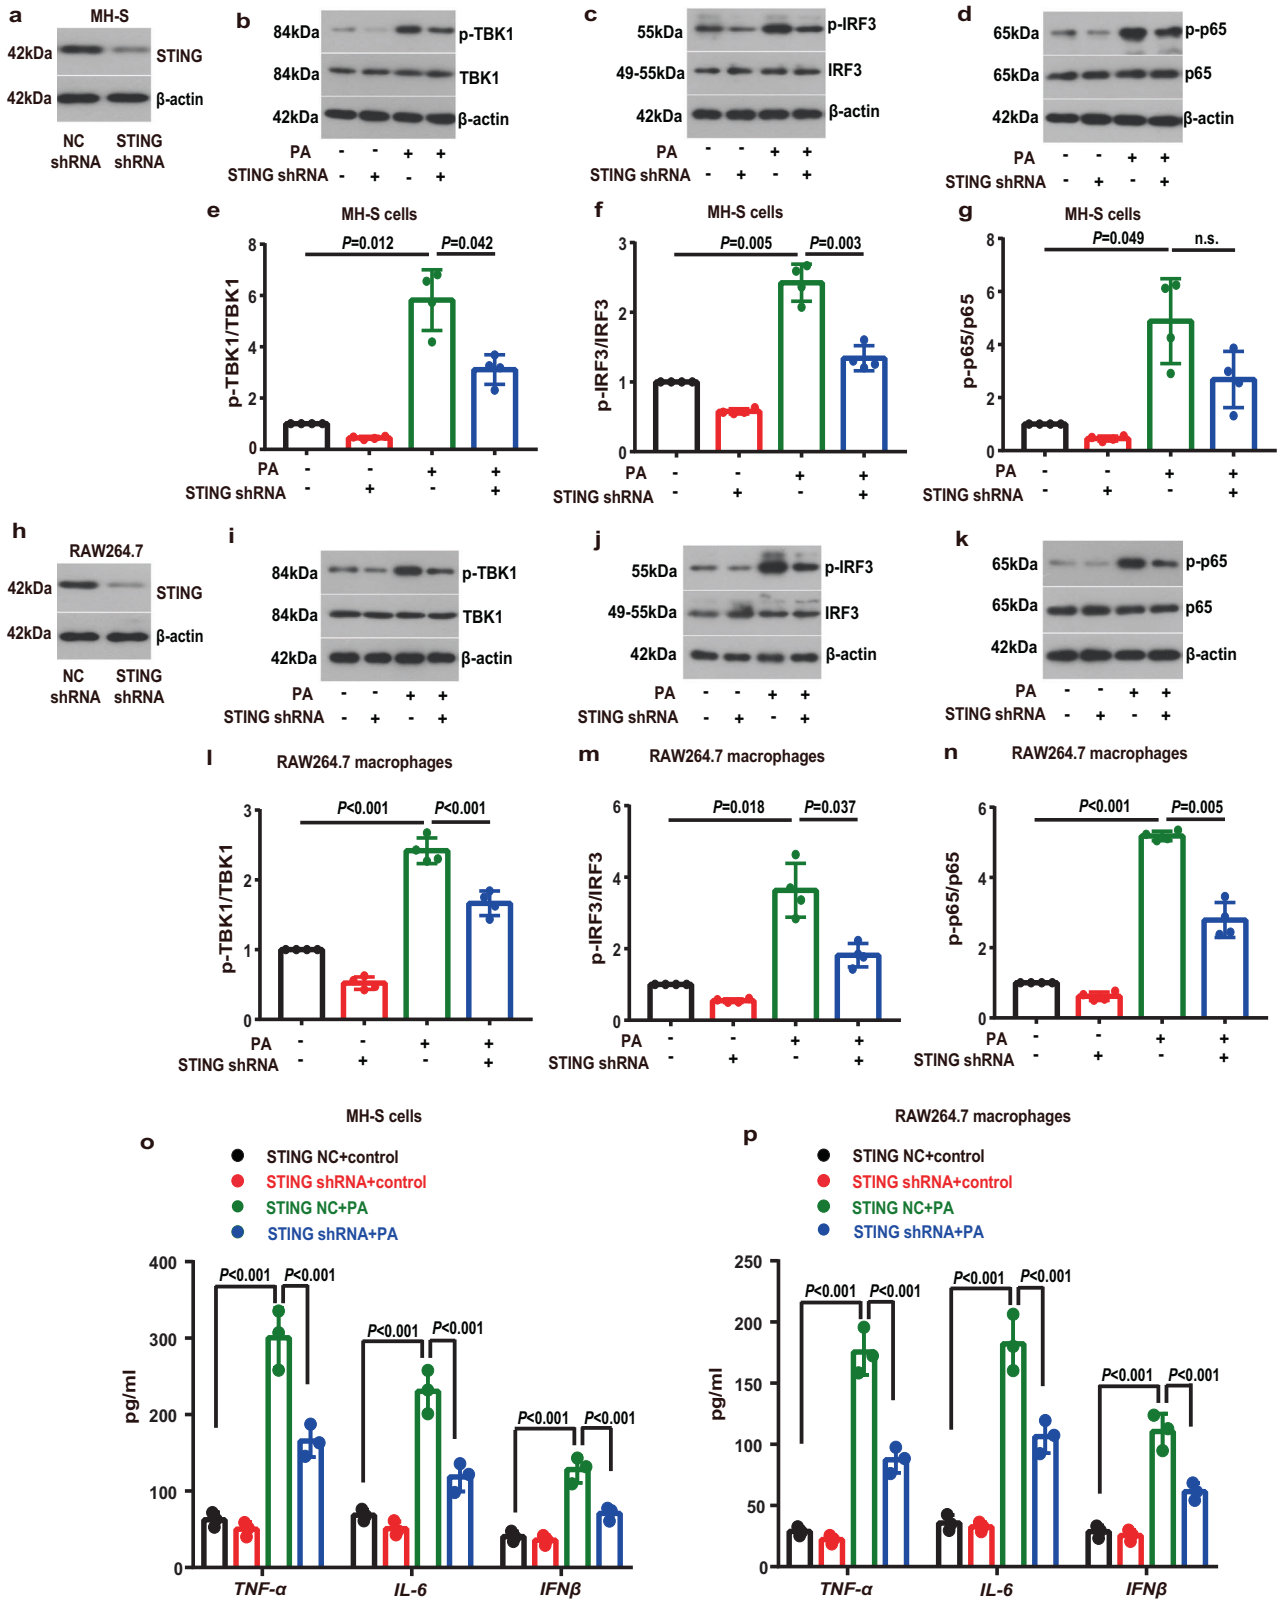 a
MH-S
42kDa
STING
42kDa
β-actin
NC shRNA
STING shRNA
b
84kDa
p-TBK1
84kDa
TBK1
42kDa
β-actin
PA - - + +
STING shRNA - + - +
c
55kDa
p-IRF3
49-55kDa
IRF3
42kDa
β-actin
PA - - + +
STING shRNA - + - +
d
65kDa
p-p65
65kDa
p65
42kDa
β-actin
PA - - + +
STING shRNA - + - +
e
MH-S cells
P=0.012 P=0.042
p-TBK1/TBK1
8
6
4
2
0
PA - - + +
STING shRNA - + - +
f
MH-S cells
P=0.005 P=0.003
p-IRF3/IRF3
3
2
1
0
PA - - + +
STING shRNA - + - +
g
MH-S cells
P=0.049 n.s.
p-p65/p65
8
6
4
2
0
PA - - + +
STING shRNA - + - +
h
RAW264.7
42kDa
STING
42kDa
β-actin
NC shRNA
STING shRNA
i
84kDa
p-TBK1
84kDa
TBK1
42kDa
β-actin
PA - - + +
STING shRNA - + - +
j
55kDa
p-IRF3
49-55kDa
IRF3
42kDa
β-actin
PA - - + +
STING shRNA - + - +
k
65kDa
p-p65
65kDa
p65
42kDa
β-actin
PA - - + +
STING shRNA - + - +
l
RAW264.7 macrophages
P<0.001 P<0.001
p-TBK1/TBK1
3
2
1
0
PA - - + +
STING shRNA - + - +
m
RAW264.7 macrophages
P=0.018 P=0.037
p-IRF3/IRF3
6
4
2
0
PA - - + +
STING shRNA - + - +
n
RAW264.7 macrophages
P<0.001 P=0.005
p-p65/p65
6
4
2
0
PA - - + +
STING shRNA - + - +
o
MH-S cells
STING NC+control
STING shRNA+control
STING NC+PA
STING shRNA+PA
P<0.001 P<0.001
P<0.001 P<0.001
P<0.001 P<0.001
pg/ml
400
300
200
100
0
TNF-α IL-6 IFNβ
p
RAW264.7 macrophages
STING NC+control
STING shRNA+control
STING NC+PA
STING shRNA+PA
P<0.001 P<0.001
P<0.001 P<0.001
P<0.001 P<0.001
pg/ml
250
200
150
100
50
0
TNF-α IL-6 IFNβ